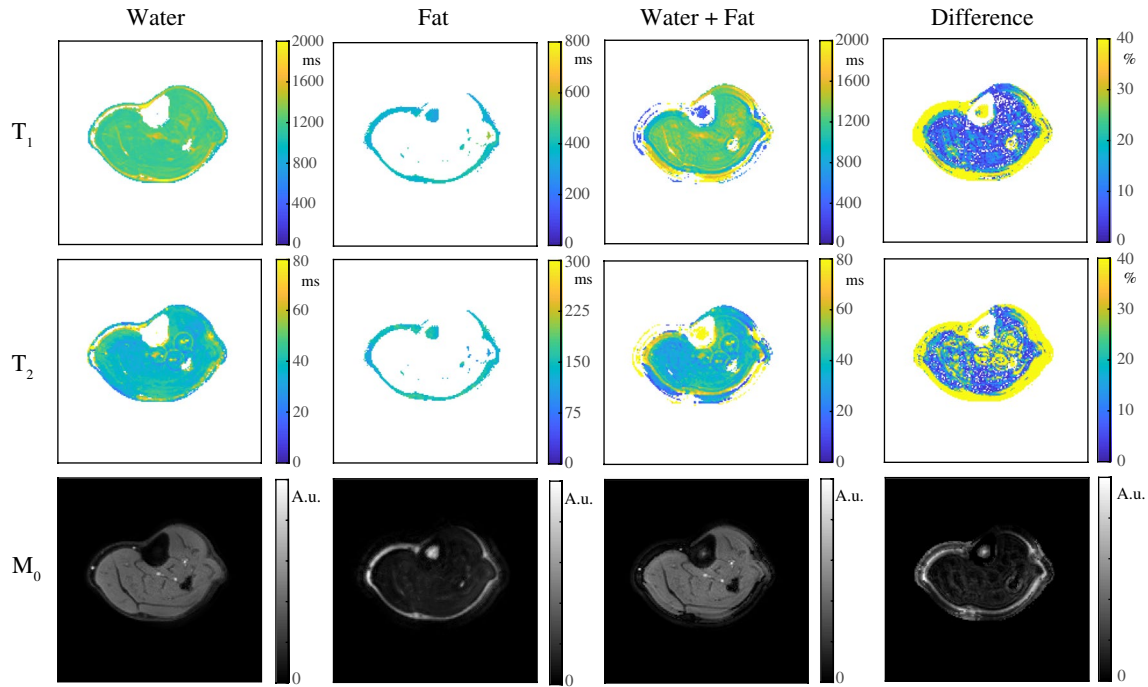 Water Fat Water + Fat Difference
T1
2000 ms 1600 1200 800 400 0
800 ms 600 400 200 0
2000 ms 1600 1200 800 400 0
40 % 30 20 10 0
T2
80 ms 60 40 20 0
300 ms 225 150 75 0
80 ms 60 40 20 0
40 % 30 20 10 0
M0
A.u. 0
A.u. 0
A.u. 0
A.u. 0